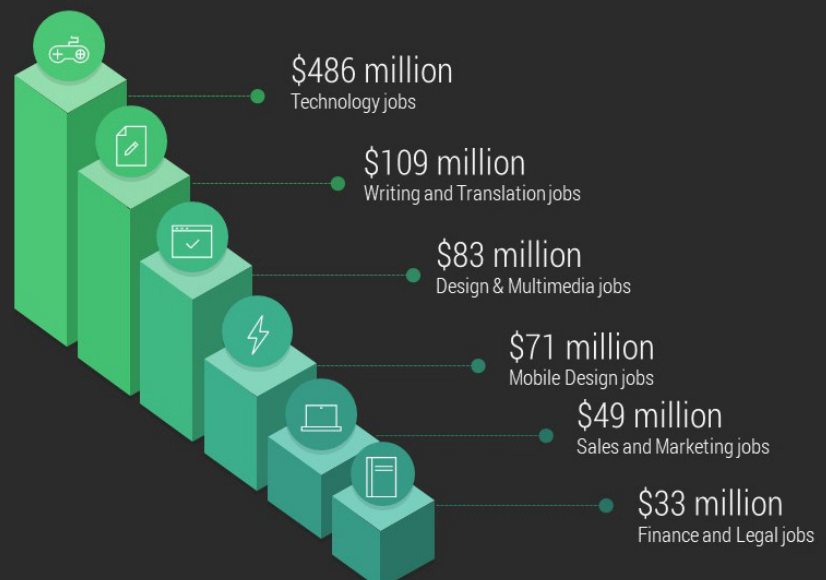 $486 million
Technology jobs
$109 million
Writing and Translation jobs
$83 million
Design & Multimedia jobs
$71 million
Mobile Design jobs
$49 million
Sales and Marketing jobs
$33 million
Finance and Legal jobs